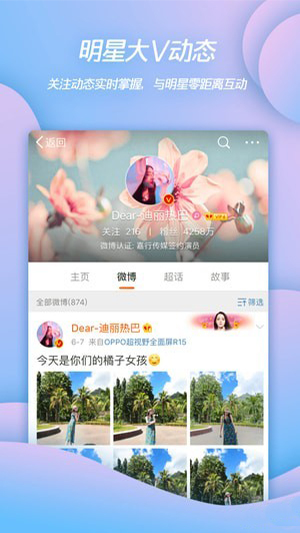 明星大V动态
关注动态实时掌握，与明星零距离互动
返回
Dear-迪丽热巴
关注 216 | 粉丝 4258万
微博认证: 嘉行传媒签约演员
主页 微博 超话 故事
全部微博(874) 筛选
Dear-迪丽热巴
6-7 来自OPPO超视野全面屏R15
今天是你们的橘子女孩